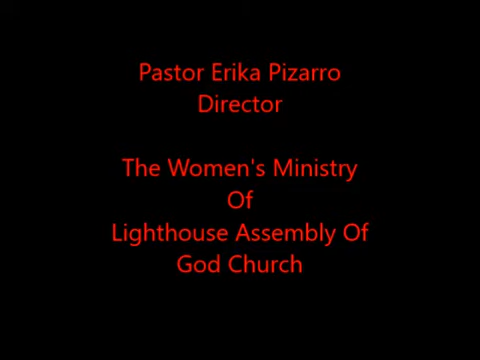 Pastor Erika Pizarro
Director
The Women's Ministry
Of
Lighthouse Assembly Of
God Church